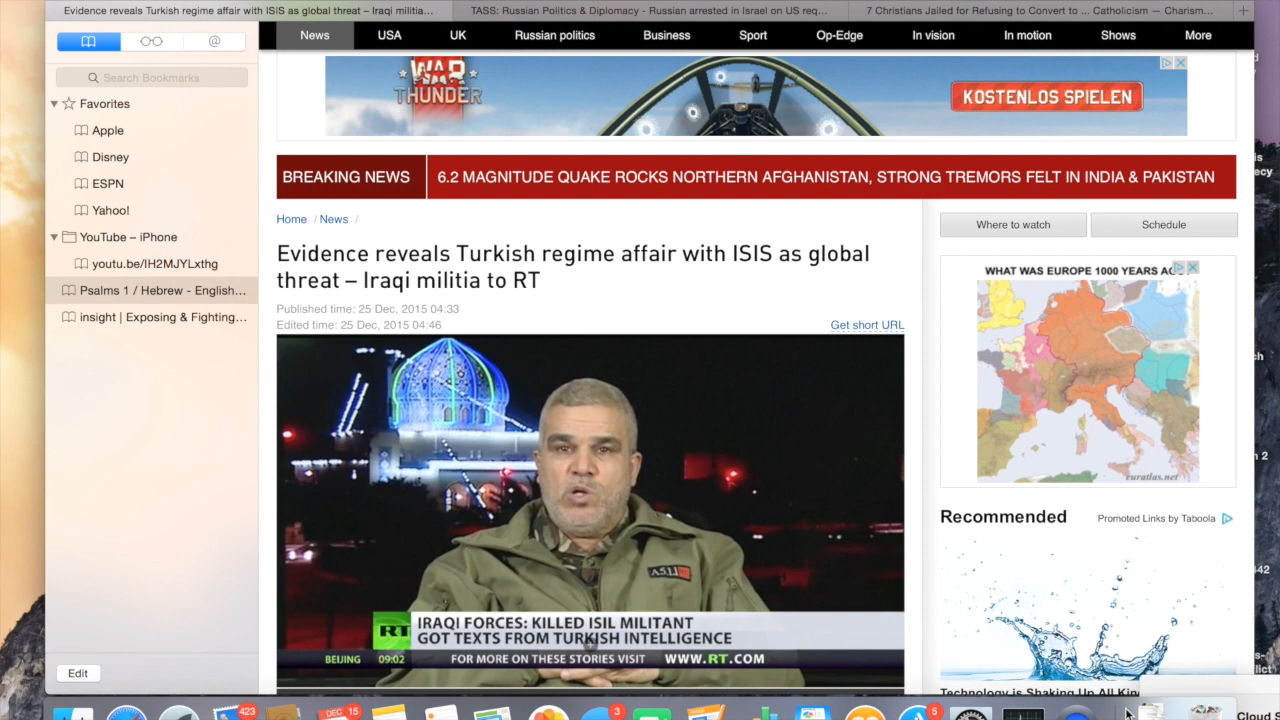 Evidence reveals Turkish regime affair with ISIS as global threat – Iraqi milita...
TASS: Russian Politics & Diplomacy - Russian arrested in Israel on US req...
7 Christians Jailed for Refusing to Convert to ... Catholicism — Charism...
News USA UK Russian politics Business Sport Op-Edge In vision In motion Shows More
@
Search Bookmarks
Favorites
Apple
Disney
ESPN
Yahoo!
YouTube – iPhone
youtu.be/IH2MJYLxthg
Psalms 1 / Hebrew - English...
insight | Exposing & Fighting...
Edit
WAR
THUNDER
KOSTENLOS SPIELEN
BREAKING NEWS
6.2 MAGNITUDE QUAKE ROCKS NORTHERN AFGHANISTAN, STRONG TREMORS FELT IN INDIA & PAKISTAN
Home / News /
Evidence reveals Turkish regime affair with ISIS as global
threat – Iraqi militia to RT
Published time: 25 Dec, 2015 04:33
Edited time: 25 Dec, 2015 04:46
Get short URL
RT
IRAQI FORCES: KILLED ISIL MILITANT
GOT TEXTS FROM TURKISH INTELLIGENCE
BEIJING 09:02 FOR MORE ON THESE STORIES VISIT WWW.RT.COM
Where to watch
Schedule
WHAT WAS EUROPE 1000 YEARS AG
euratlas.net
Recommended
Promoted Links by Taboola
Technology is Shaking Up All Kin
423
DEC 15
3
5
Cloud